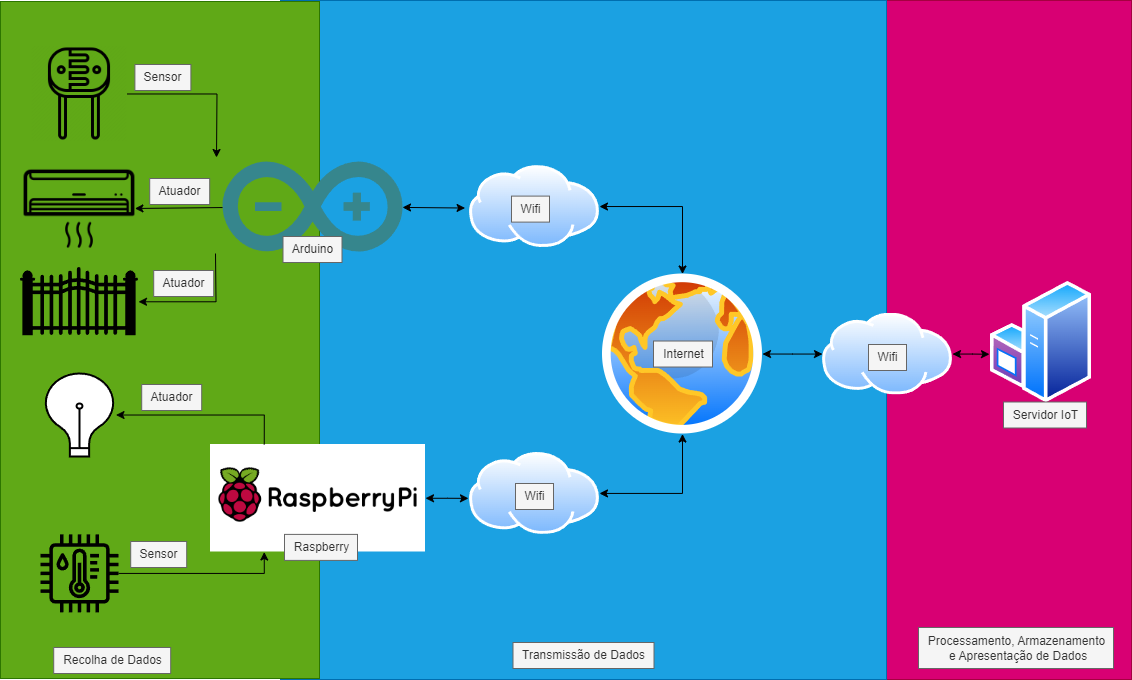 Sensor
Atuador
Arduino
Atuador
Wifi
Internet
Wifi
Servidor IoT
Atuador
RaspberryPi
Wifi
Raspberry
Sensor
Recolha de Dados
Transmissão de Dados
Processamento, Armazenamento
e Apresentação de Dados